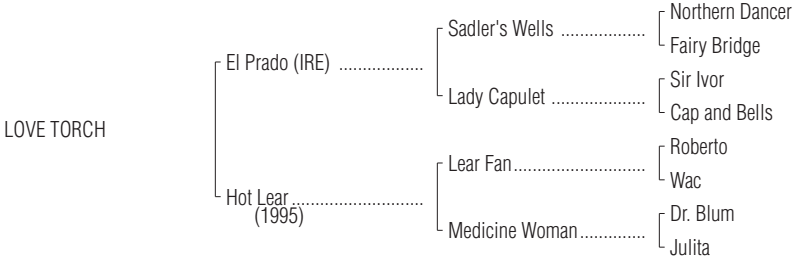 Northern Dancer
Sadler's Wells ..................
Fairy Bridge
El Prado (IRE) ..................
Sir Ivor
Lady Capulet ....................
Cap and Bells
LOVE TORCH
Roberto
Lear Fan............................
Wac
Hot Lear............................
(1995)
Dr. Blum
Medicine Woman..............
Julita